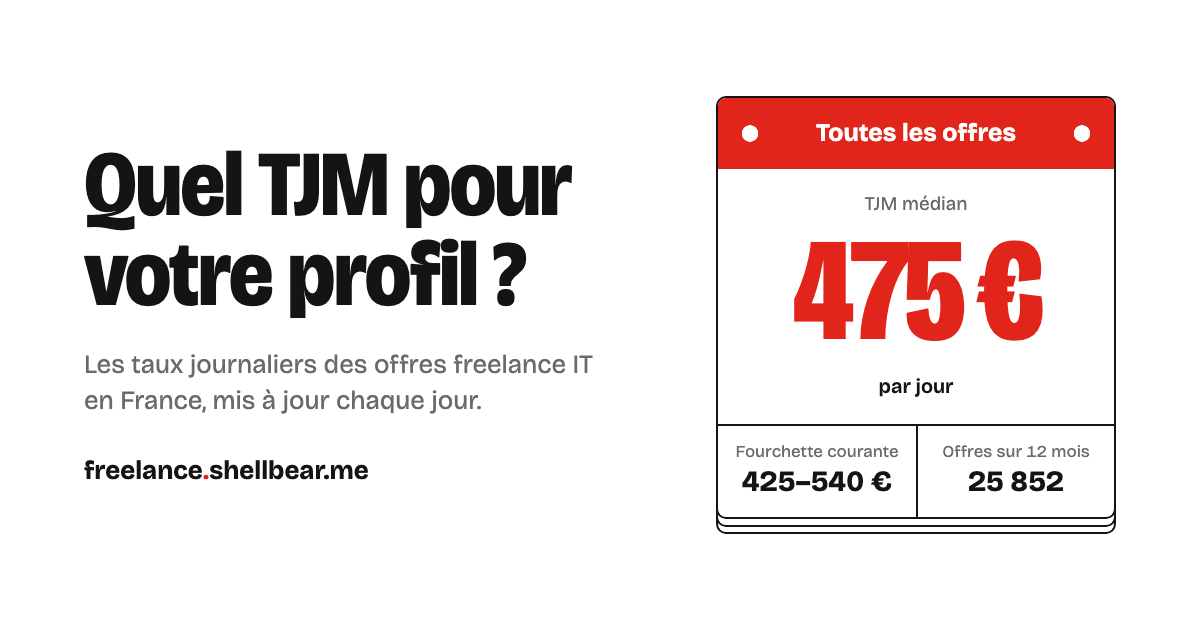 Quel TJM pour
votre profil ?
Les taux journaliers des offres freelance IT
en France, mis à jour chaque jour.
freelance.shellbear.me
Toutes les offres
TJM médian
475 €
par jour
Fourchette courante
425–540 €
Offres sur 12 mois
25 852